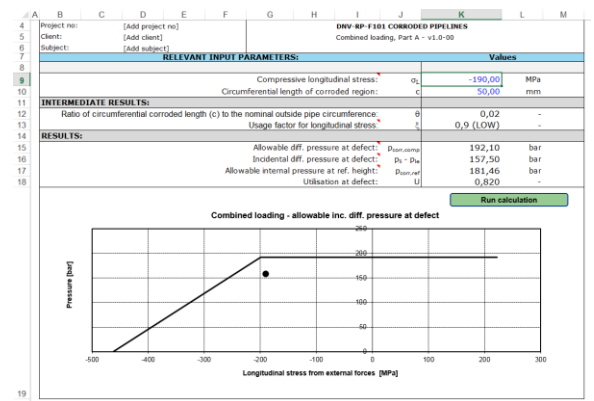 A B C D E F G H I J K L M
4 Project no: [Add project no] DNV-RP-F101 CORRODED PIPELINES
5 Client: [Add client] Combined loading, Part A - v1.0-00
6 Subject: [Add subject]
7 RELEVANT INPUT PARAMETERS: Values
8
9 Compressive longitudinal stress: σL -190,00 MPa
10 Circumferential length of corroded region: c 50,00 mm
11 INTERMEDIATE RESULTS:
12 Ratio of circumferential corroded length (c) to the nominal outside pipe circumference: θ 0,02 -
13 Usage factor for longitudinal stress: ξ 0,9 (LOW) -
14 RESULTS:
15 Allowable diff. pressure at defect: pcorr,comp 192,10 bar
16 Incidental diff. pressure at defect: 157,50 bar
17 Allowable internal pressure at ref. height: pcorr,ref 181,46 bar
18 Utilisation at defect: U 0,820 -
Run calculation
Combined loading - allowable inc. diff. pressure at defect
250
200
150
100
50
0
Pressure [bar]
-500 -400 -300 -200 -100 0 100 200 300
Longitudinal stress from external forces [MPa]
19